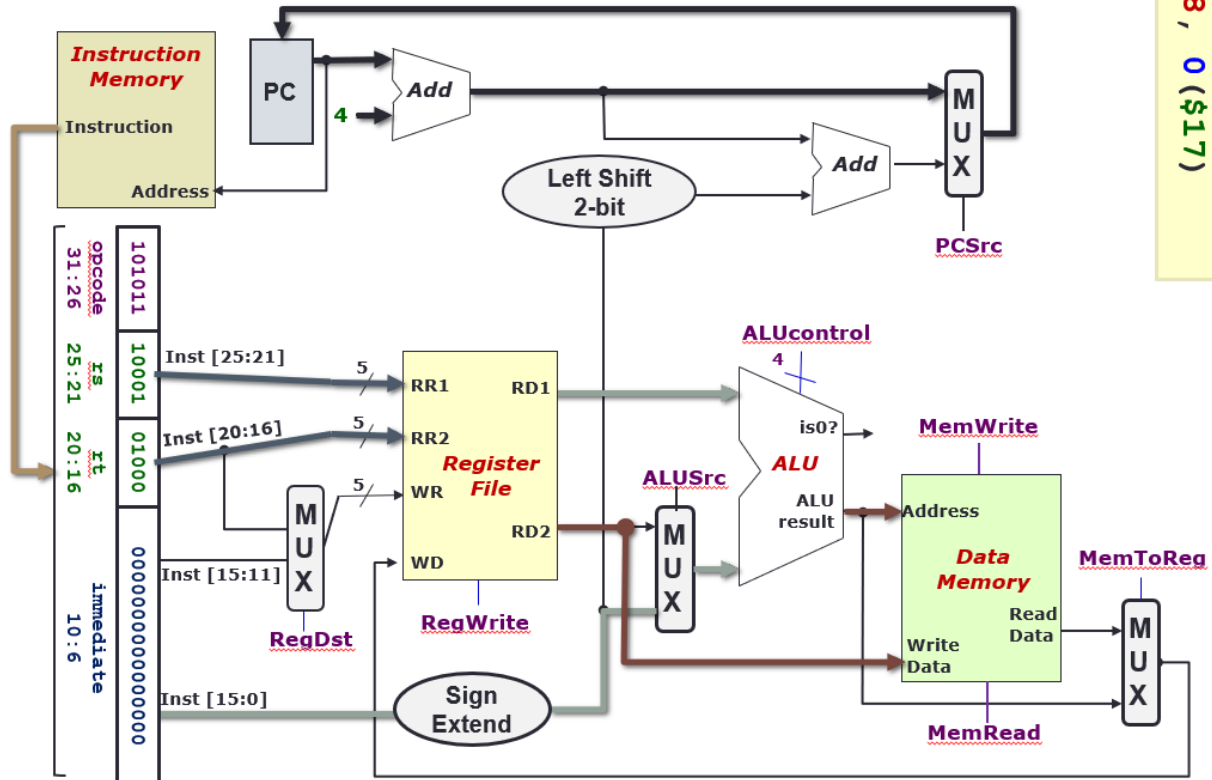 8, 0($17)
Instruction
Memory
Instruction
Address
PC
4
Add
Left Shift
2-bit
Add
M
U
X
PCSrc
opcode
31:26
101011
rs
25:21
10001
rt
20:16
01000
immediate
10:6
0000000000000000
Inst [25:21]
5
Inst [20:16]
5
5
M
U
X
Inst [15:11]
RegDst
Inst [15:0]
Sign
Extend
RR1
RR2
WR
WD
Register
File
RD1
RD2
RegWrite
ALUSrc
M
U
X
ALUcontrol
4
is0?
ALU
ALU
result
MemWrite
Address
Data
Memory
Read
Data
Write
Data
MemRead
MemToReg
M
U
X